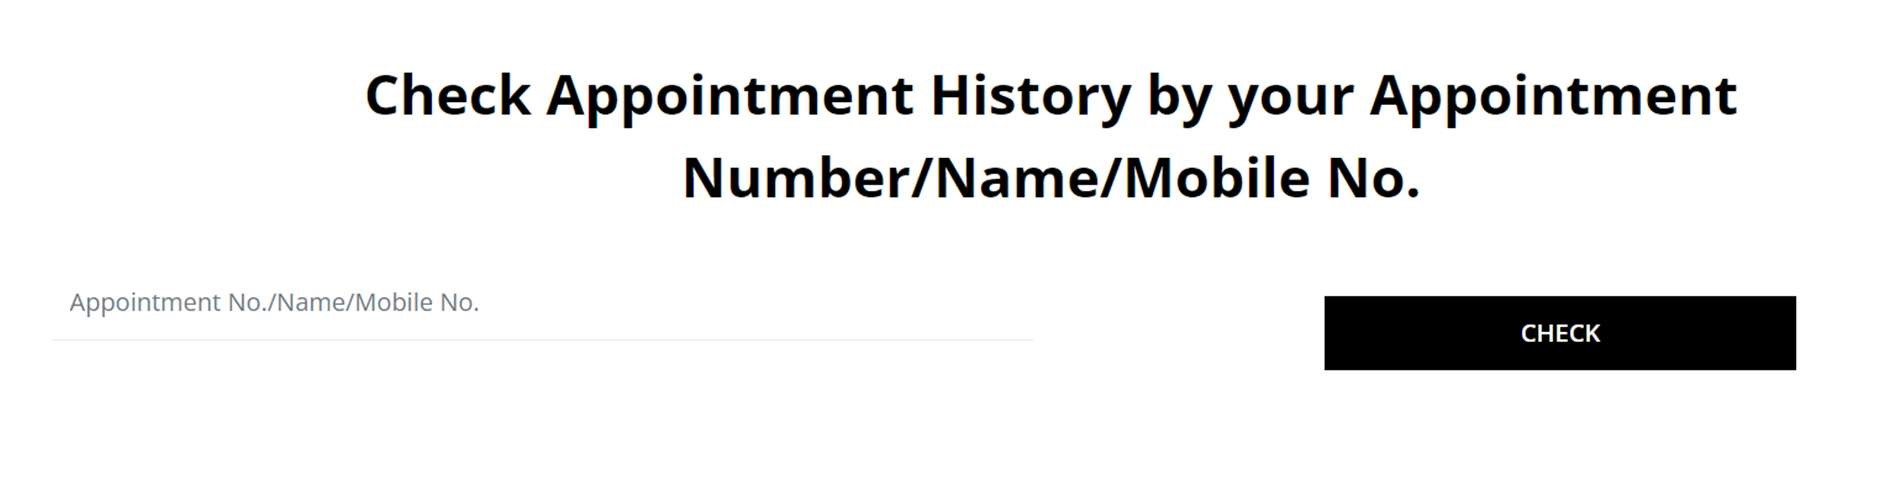 Check Appointment History by your Appointment
Number/Name/Mobile No.
Appointment No./Name/Mobile No.
CHECK